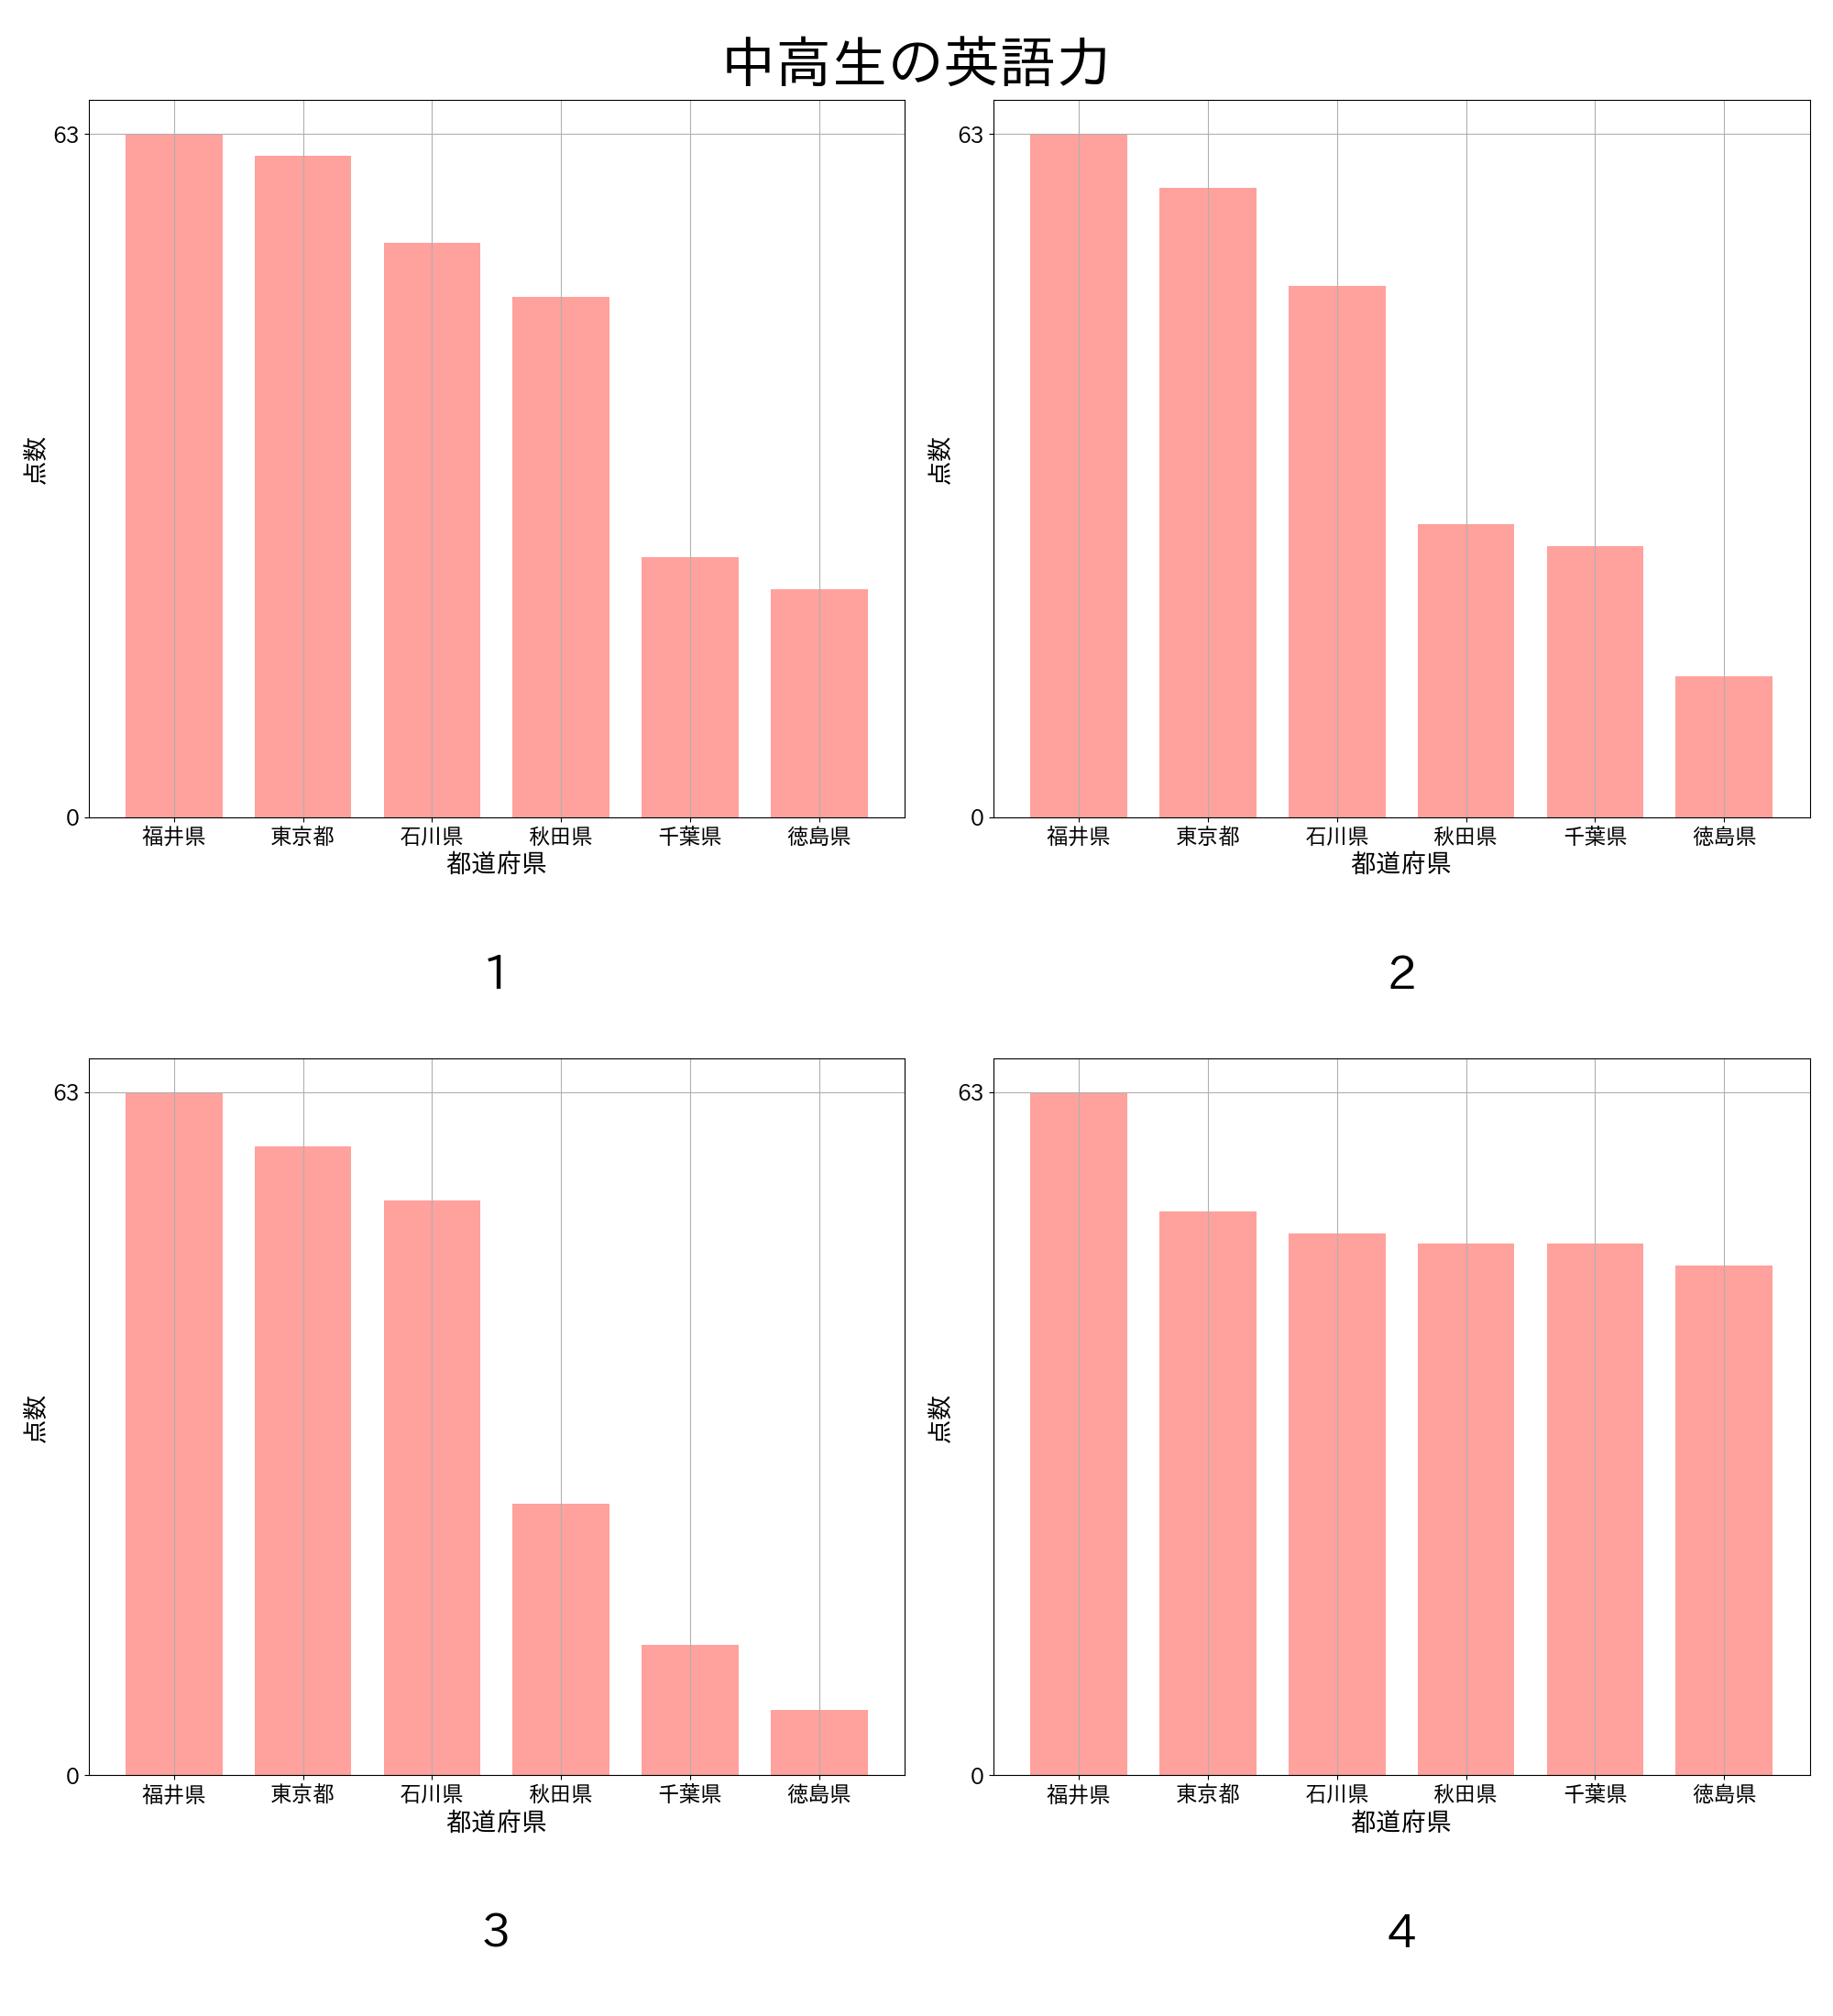 中高生の英語力
63
点数
0
福井県 東京都 石川県 秋田県 千葉県 徳島県
都道府県
1
63
点数
0
福井県 東京都 石川県 秋田県 千葉県 徳島県
都道府県
2
63
点数
0
福井県 東京都 石川県 秋田県 千葉県 徳島県
都道府県
3
63
点数
0
福井県 東京都 石川県 秋田県 千葉県 徳島県
都道府県
4